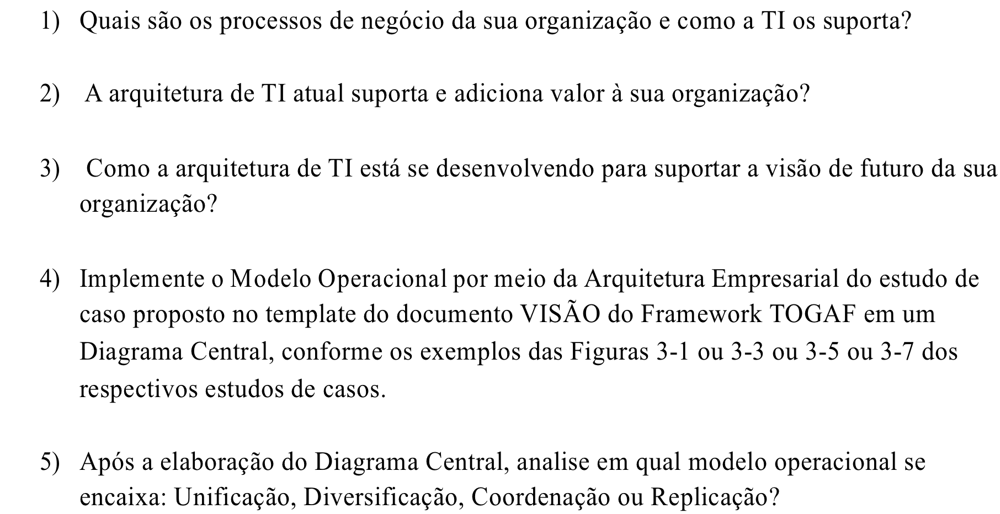 1) Quais são os processos de negócio da sua organização e como a TI os suporta?
2) A arquitetura de TI atual suporta e adiciona valor à sua organização?
3) Como a arquitetura de TI está se desenvolvendo para suportar a visão de futuro da sua
organização?
4) Implemente o Modelo Operacional por meio da Arquitetura Empresarial do estudo de
caso proposto no template do documento VISÃO do Framework TOGAF em um
Diagrama Central, conforme os exemplos das Figuras 3-1 ou 3-3 ou 3-5 ou 3-7 dos
respectivos estudos de casos.
5) Após a elaboração do Diagrama Central, analise em qual modelo operacional se
encaixa: Unificação, Diversificação, Coordenação ou Replicação?